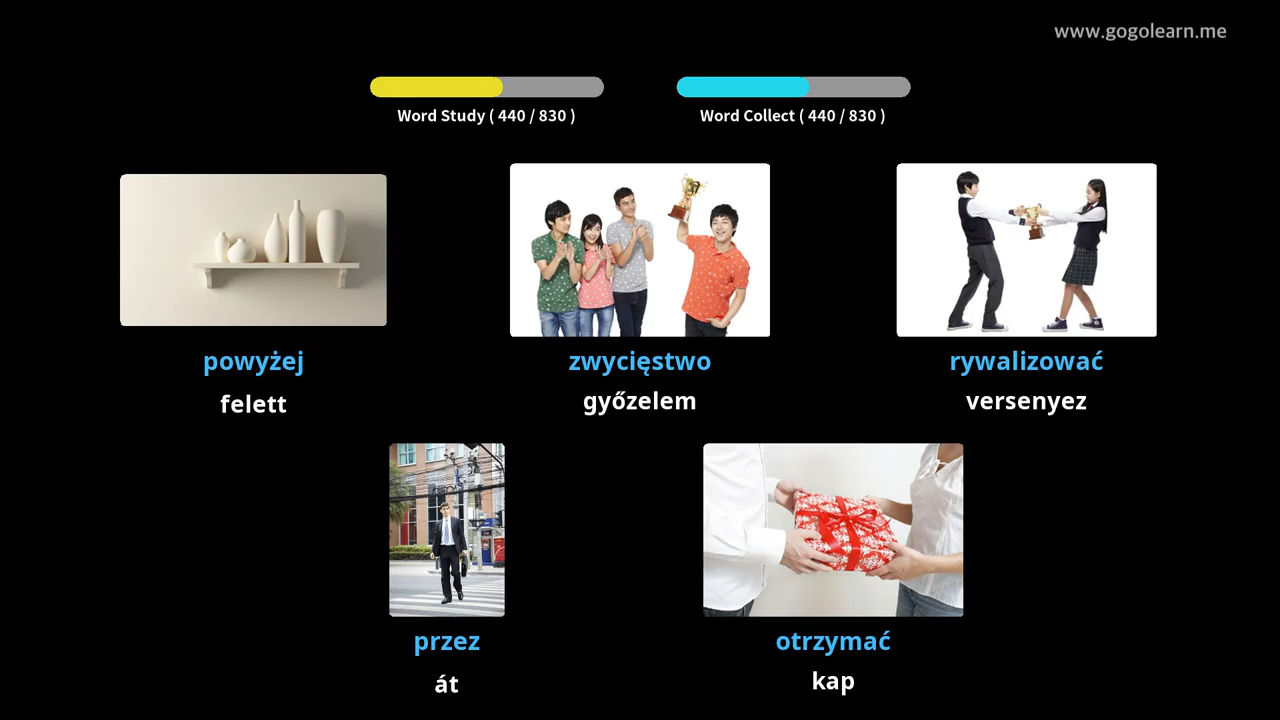 www.gogolearn.me
Word Study ( 440 / 830 )
Word Collect ( 440 / 830 )
powyżej
felett
zwycięstwo
győzelem
rywalizować
versenyez
przez
át
otrzymać
kap